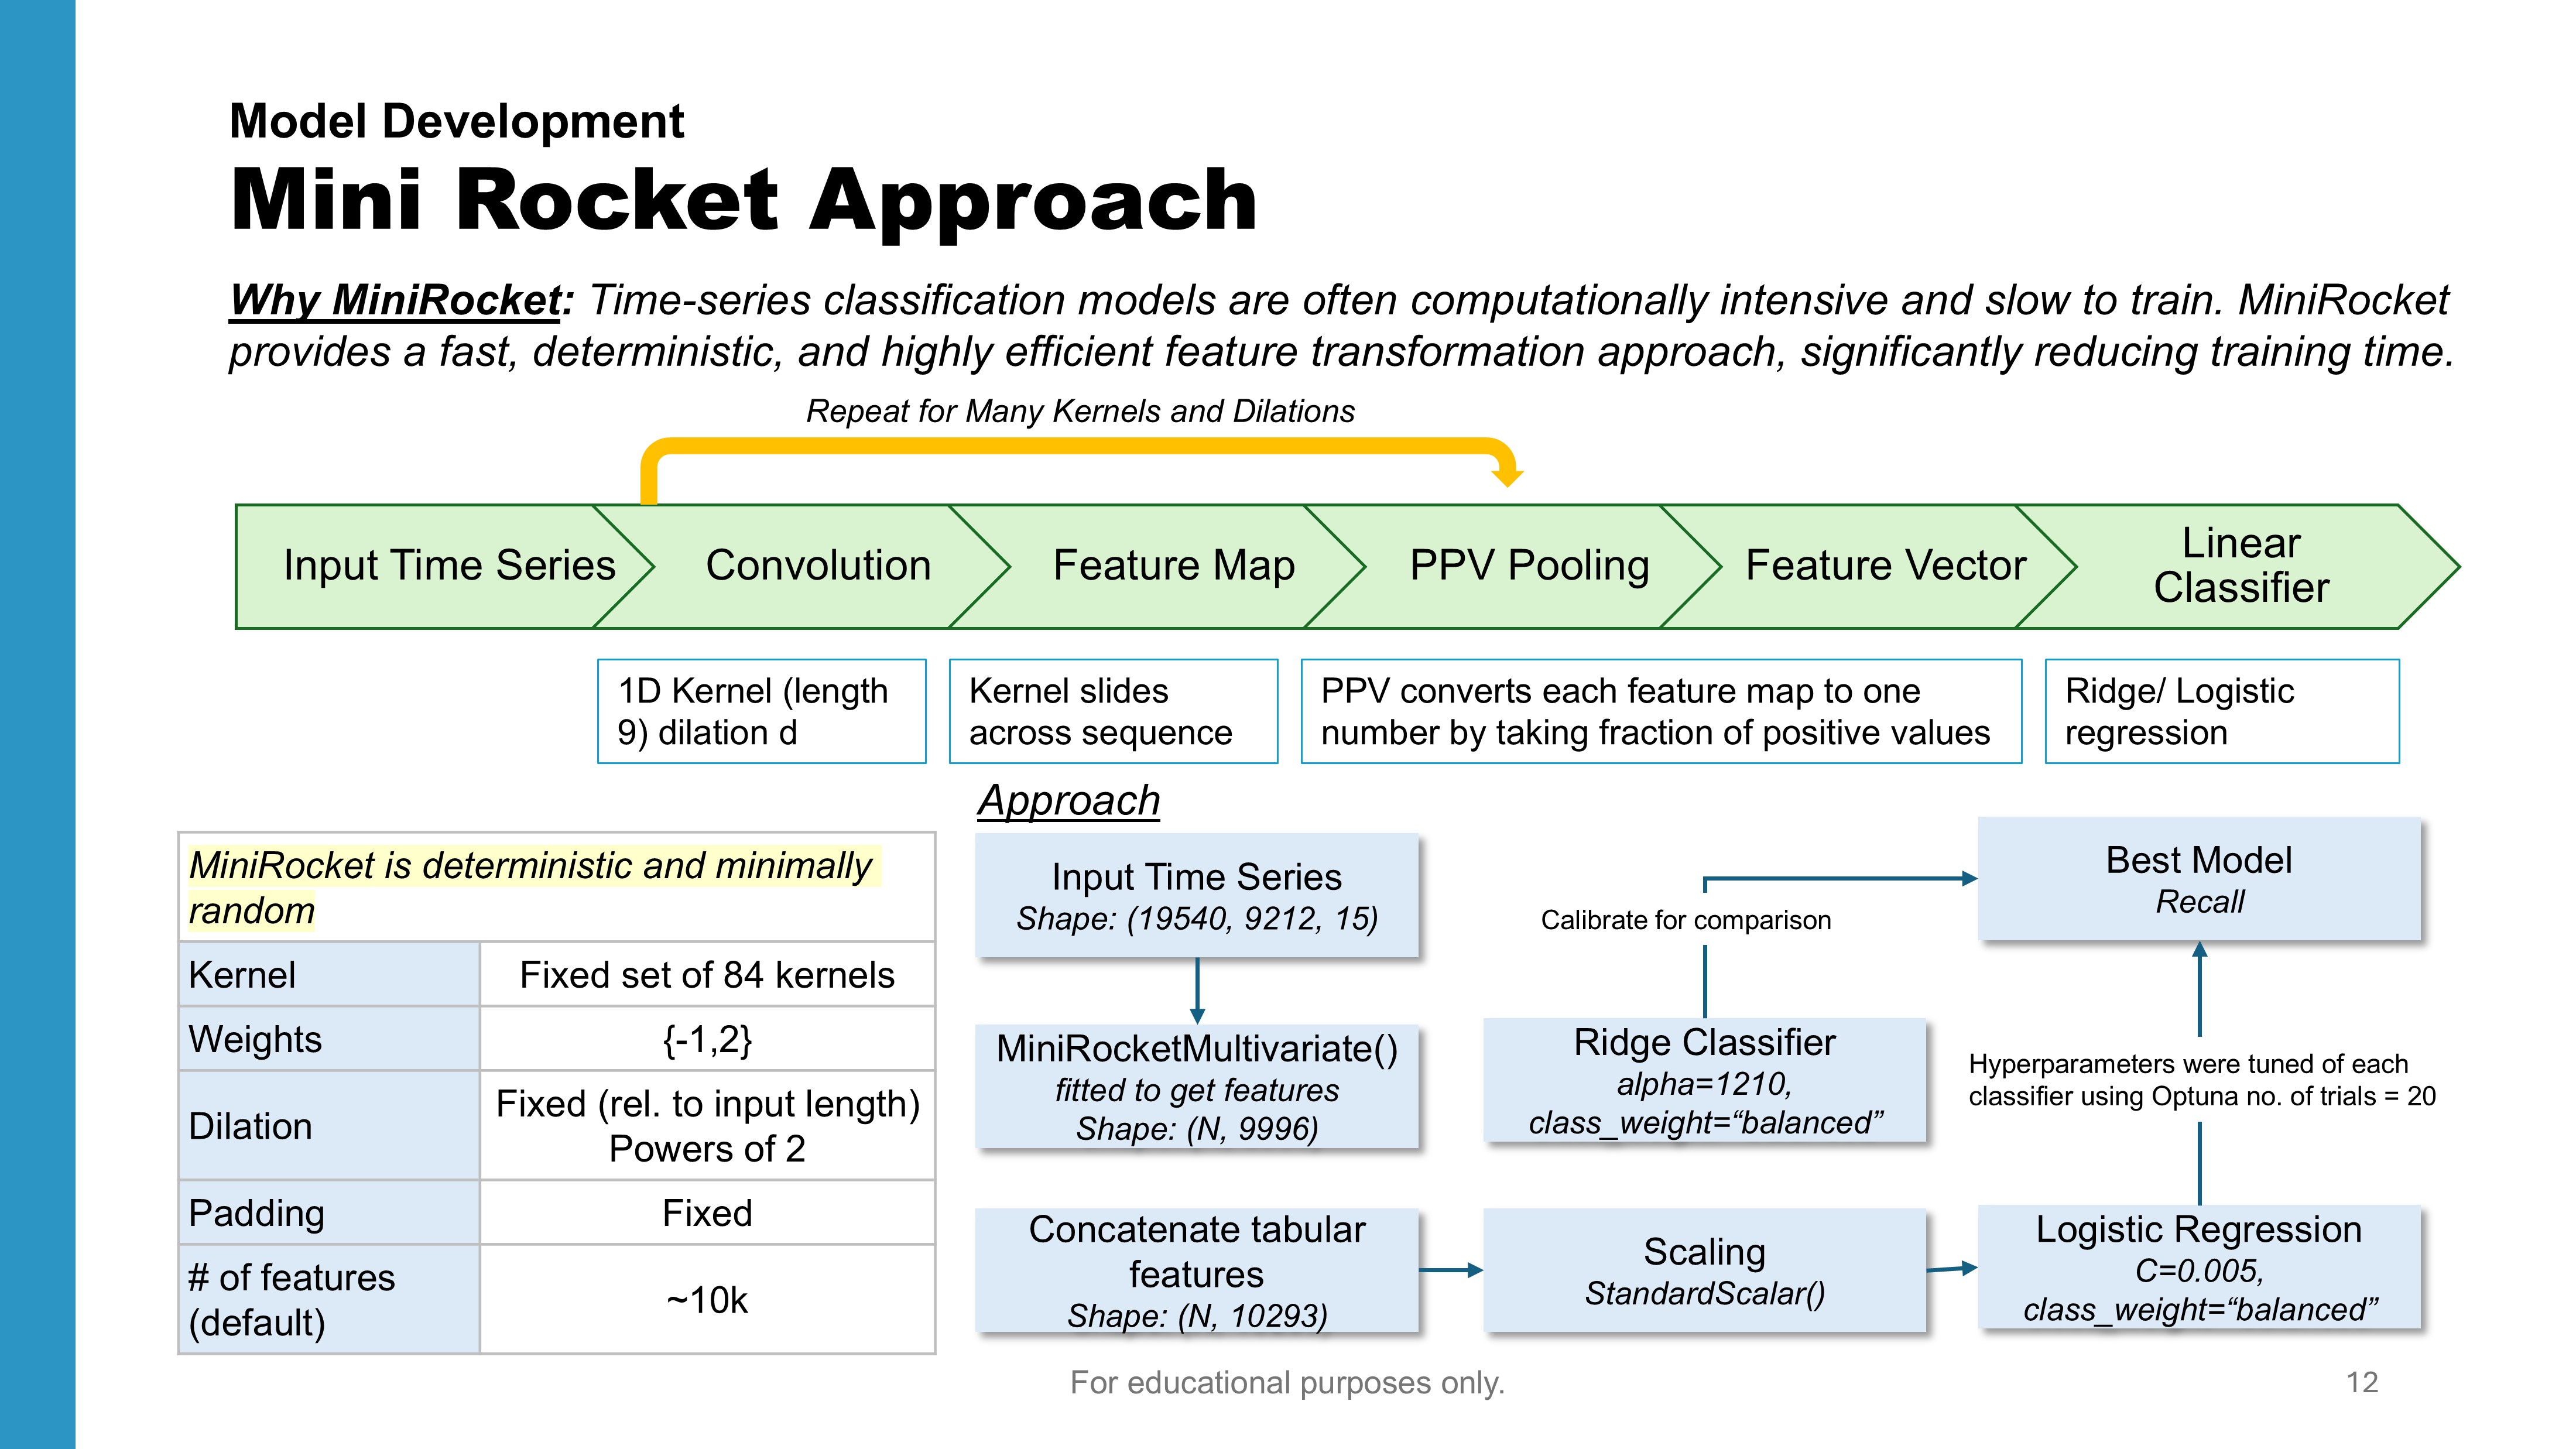 Model Development
Mini Rocket Approach
Why MiniRocket: Time-series classification models are often computationally intensive and slow to train. MiniRocket
provides a fast, deterministic, and highly efficient feature transformation approach, significantly reducing training time.
Repeat for Many Kernels and Dilations
Input Time Series
Convolution
Feature Map
PPV Pooling
Feature Vector
Linear
Classifier
1D Kernel (length
9) dilation d
Kernel slides
across sequence
PPV converts each feature map to one
number by taking fraction of positive values
Ridge/ Logistic
regression
MiniRocket is deterministic and minimally
random
Kernel
Fixed set of 84 kernels
Weights
{-1,2}
Dilation
Fixed (rel. to input length)
Powers of 2
Padding
Fixed
# of features
(default)
~10k
Approach
Input Time Series
Shape: (19540, 9212, 15)
MiniRocketMultivariate()
fitted to get features
Shape: (N, 9996)
Concatenate tabular
features
Shape: (N, 10293)
Scaling
StandardScalar()
Ridge Classifier
alpha=1210,
class_weight=“balanced”
Calibrate for comparison
Best Model
Recall
Hyperparameters were tuned of each
classifier using Optuna no. of trials = 20
Logistic Regression
C=0.005,
class_weight=“balanced”
For educational purposes only.
12